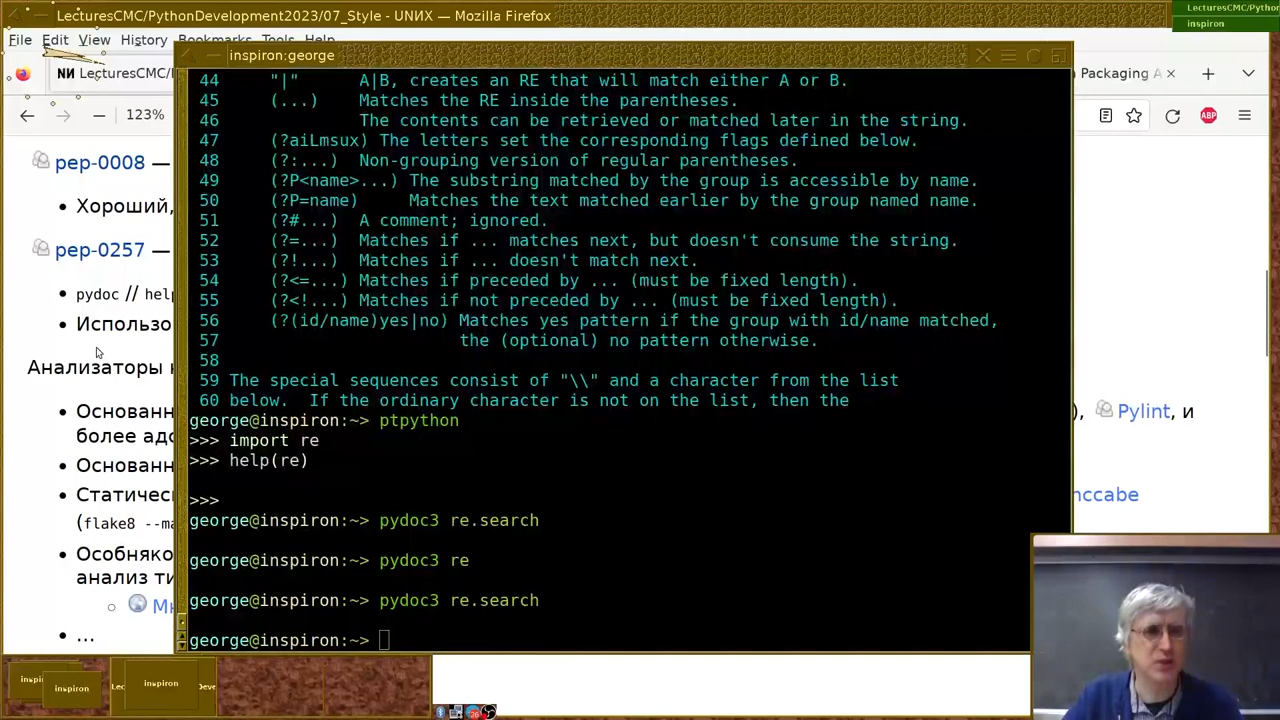 LecturesCMC/PythonDevelopment2023/07_Style - UNИX — Mozilla Firefox
LecturesCMC/Python
inspiron
File Edit View History Bookmarks Tools Help
inspiron:george
NИ LecturesCMC/
Packaging A
123%
ABP
44 "|" A|B, creates an RE that will match either A or B.
45 (...) Matches the RE inside the parentheses.
46 The contents can be retrieved or matched later in the string.
47 (?aiLmsux) The letters set the corresponding flags defined below.
48 (?:...) Non-grouping version of regular parentheses.
49 (?P<name>...) The substring matched by the group is accessible by name.
50 (?P=name) Matches the text matched earlier by the group named name.
51 (?#...) A comment; ignored.
52 (?=...) Matches if ... matches next, but doesn't consume the string.
53 (?!...) Matches if ... doesn't match next.
54 (?<=...) Matches if preceded by ... (must be fixed length).
55 (?<!...) Matches if not preceded by ... (must be fixed length).
56 (?(id/name)yes|no) Matches yes pattern if the group with id/name matched,
57 the (optional) no pattern otherwise.
58
59 The special sequences consist of "\\" and a character from the list
60 below. If the ordinary character is not on the list, then the
george@inspiron:~> ptpython
>>> import re
>>> help(re)
>>>
george@inspiron:~> pydoc3 re.search
george@inspiron:~> pydoc3 re
george@inspiron:~> pydoc3 re.search
george@inspiron:~>
pep-0008 —
• Хороший,
pep-0257 —
• pydoc // help
• Использо
Анализаторы
• Основанн
более адо
• Основанн
• Статичес
(flake8 --ma
• Особняко
анализ ти
• ...
), Pylint, и
nccabe
inspiron
inspiron